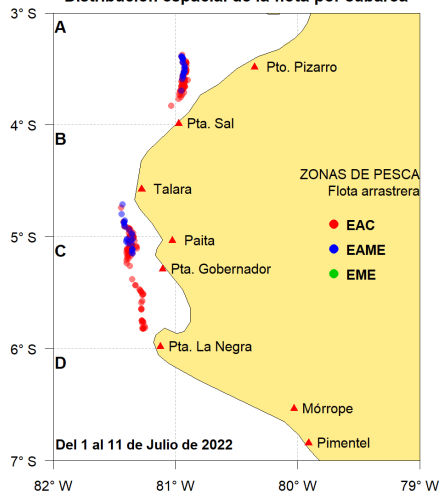 Distribución espacial de la flota por subárea
3° S
A
Pto. Pizarro
4° S
Pta. Sal
B
ZONAS DE PESCA
Flota arrastrera
Talara
EAC
5° S
Paita
C
EAME
Pta. Gobernador
EME
6° S
Pta. La Negra
D
Mórrope
Del 1 al 11 de Julio de 2022
Pimentel
7° S
82° W
81° W
80° W
79° W